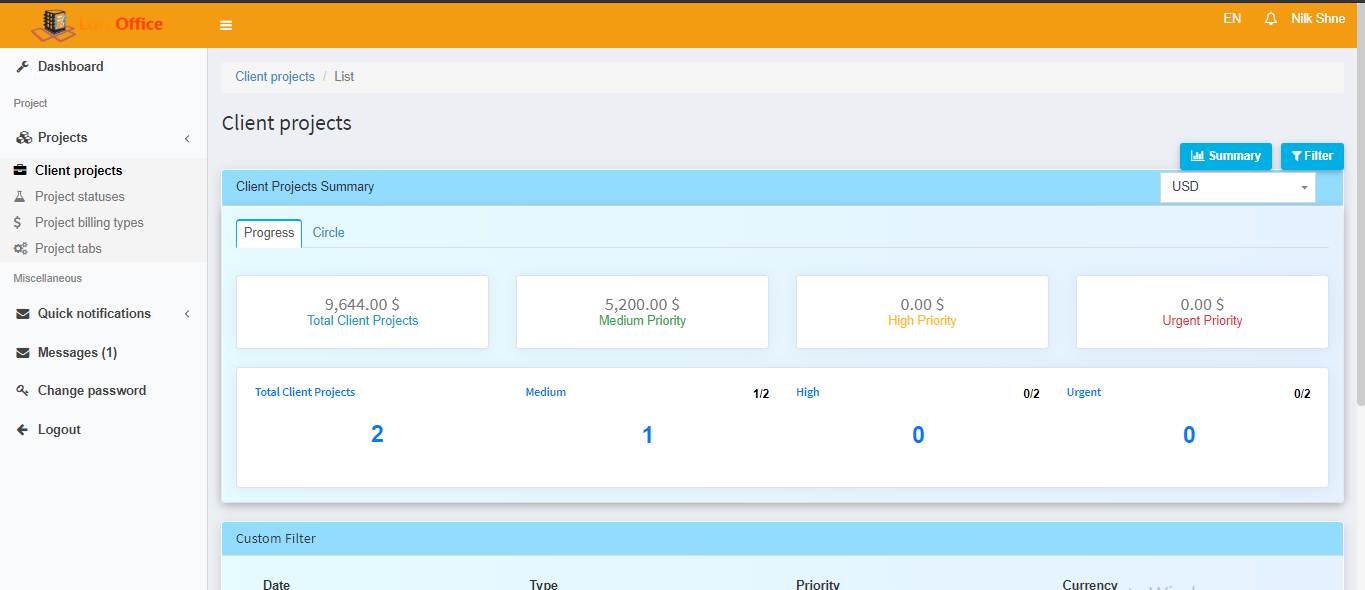 Office
EN
Nilk Shne
Dashboard
Project
Projects
Client projects
Project statuses
Project billing types
Project tabs
Miscellaneous
Quick notifications
Messages (1)
Change password
Logout
Client projects / List
Client projects
Summary
Filter
Client Projects Summary
USD
Progress
Circle
9,644.00 $
Total Client Projects
5,200.00 $
Medium Priority
0.00 $
High Priority
0.00 $
Urgent Priority
Total Client Projects
2
Medium 1/2
1
High 0/2
0
Urgent 0/2
0
Custom Filter
Date
Type
Priority
Currency